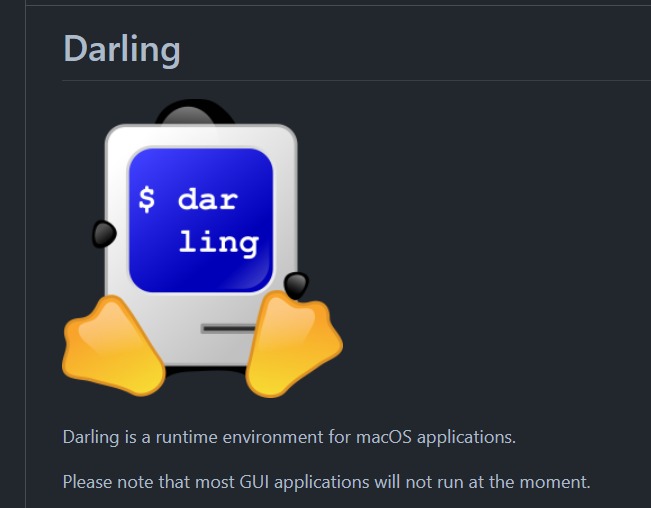 Darling
$ dar
ling
Darling is a runtime environment for macOS applications.
Please note that most GUI applications will not run at the moment.